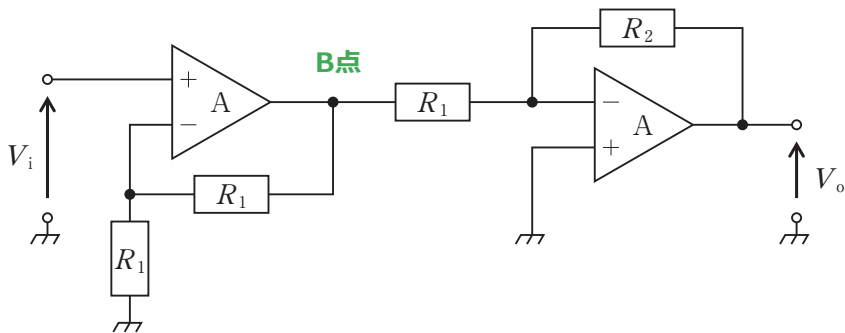 B点
R₂
+
A
−
R₁
−
A
+
Vᵢ
R₁
Vₒ
R₁